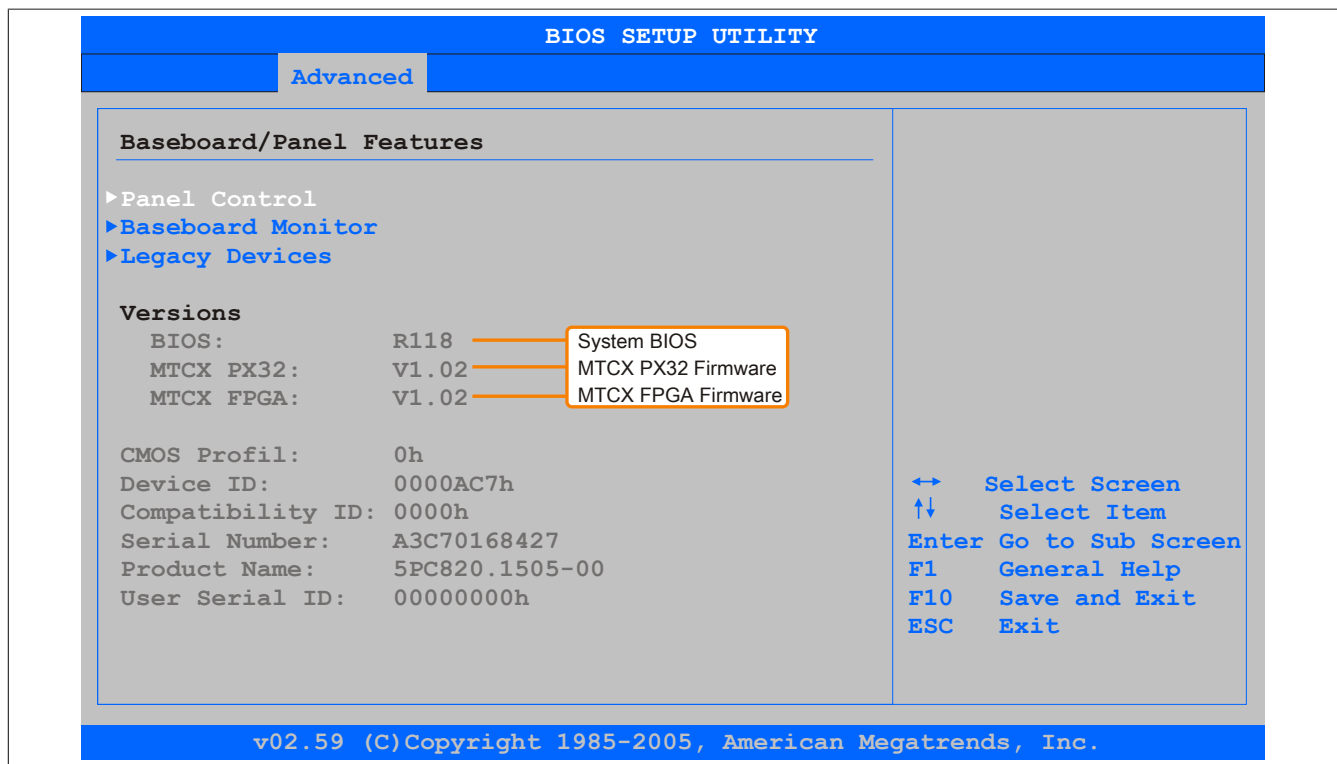 BIOS SETUP UTILITY
Advanced
Baseboard/Panel Features
▶Panel Control
▶Baseboard Monitor
▶Legacy Devices
Versions
BIOS: R118 System BIOS
MTCX PX32: V1.02 MTCX PX32 Firmware
MTCX FPGA: V1.02 MTCX FPGA Firmware
CMOS Profil: 0h
Device ID: 0000AC7h
Compatibility ID: 0000h
Serial Number: A3C70168427
Product Name: 5PC820.1505-00
User Serial ID: 00000000h
↔ Select Screen
↑↓ Select Item
Enter Go to Sub Screen
F1 General Help
F10 Save and Exit
ESC Exit
v02.59 (C)Copyright 1985-2005, American Megatrends, Inc.